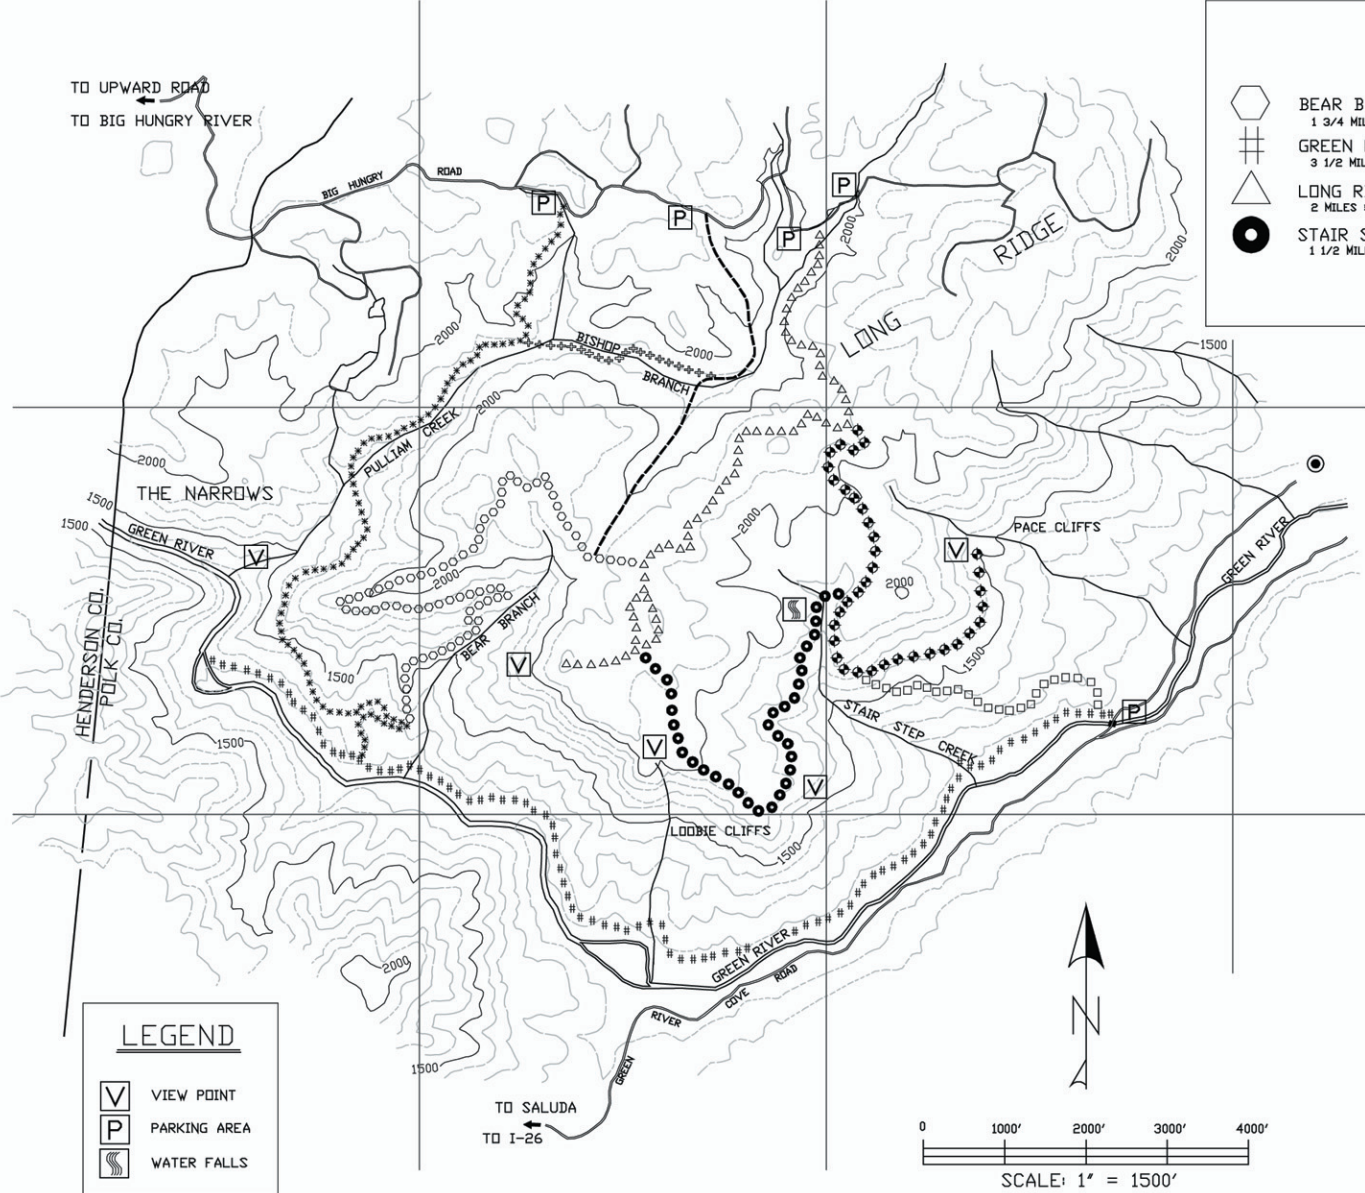 TO UPWARD ROAD
TO BIG HUNGRY RIVER
BIG HUNGRY ROAD
P
P
P
P
BEAR B
1 3/4 MIL
GREEN
3 1/2 MIL
LONG R
2 MILES
STAIR S
1 1/2 MIL
LONG RIDGE
2000
2000
2000
2000
2000
1500
BISHOP BRANCH
PULLIAM CREEK
2000
2000
THE NARROWS
1500
1500
GREEN RIVER
V
2000
PACE CLIFFS
V
GREEN RIVER
2000
2000
BEAR BRANCH
HENDERSON CO.
POLK CO.
V
1500
1500
1500
STAIR STEP CREEK
P
V
V
LOOBIE CLIFFS
1500
GREEN RIVER
2000
GREEN RIVER COVE ROAD
1500
TO SALUDA
TO I-26
LEGEND
V VIEW POINT
P PARKING AREA
WATER FALLS
N
0 1000' 2000' 3000' 4000'
SCALE: 1" = 1500'